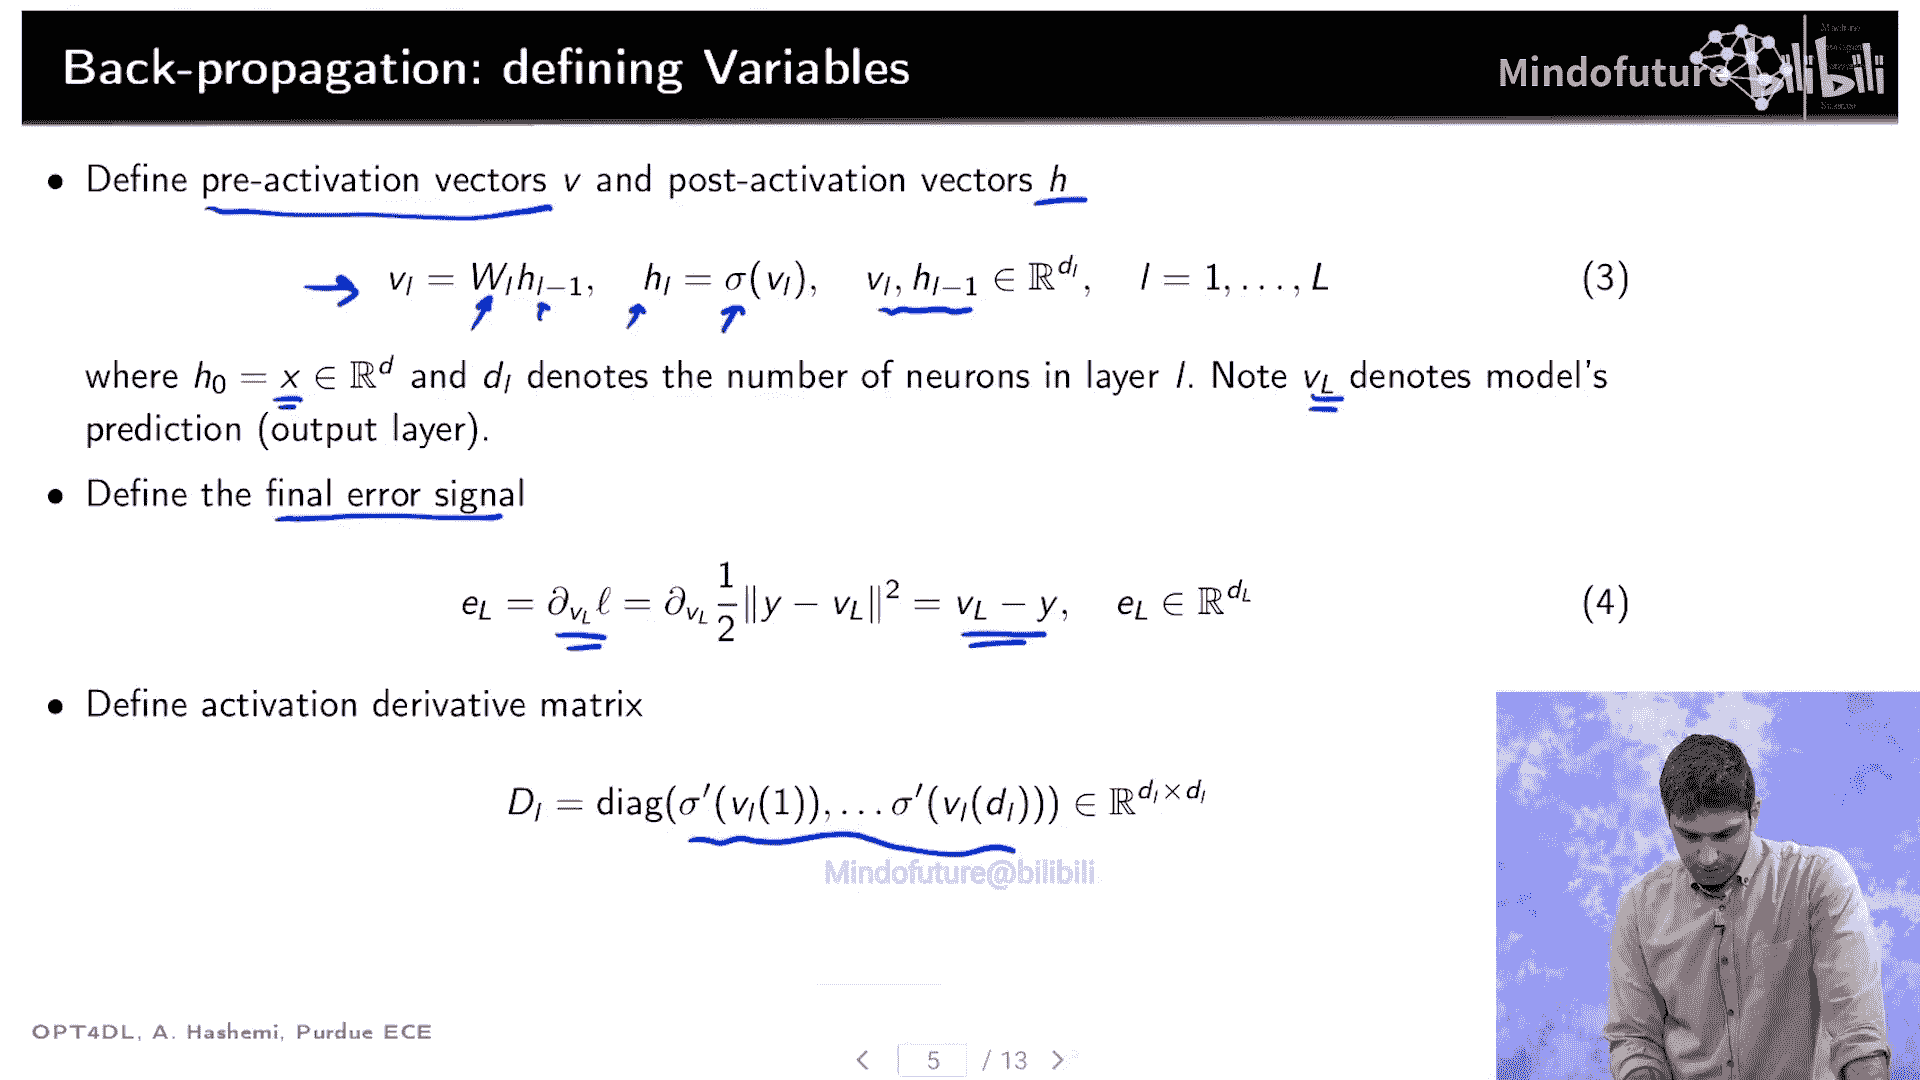 Back-propagation: defining Variables
Mindofuture bilibili
• Define pre-activation vectors v and post-activation vectors h
v_l = W_l h_{l−1}, h_l = σ(v_l), v_l, h_{l−1} ∈ ℝ^{d_l}, l = 1, . . . , L (3)
where h_0 = x ∈ ℝ^d and d_l denotes the number of neurons in layer l. Note v_L denotes model's
prediction (output layer).
• Define the final error signal
e_L = ∂_{v_L} ℓ = ∂_{v_L} \frac{1}{2} ‖y − v_L‖² = v_L − y, e_L ∈ ℝ^{d_L} (4)
• Define activation derivative matrix
D_l = diag(σ′(v_l(1)), . . . σ′(v_l(d_l))) ∈ ℝ^{d_l×d_l}
Mindofuture@bilibili
OPT4DL, A. Hashemi, Purdue ECE
< 5 / 13 >